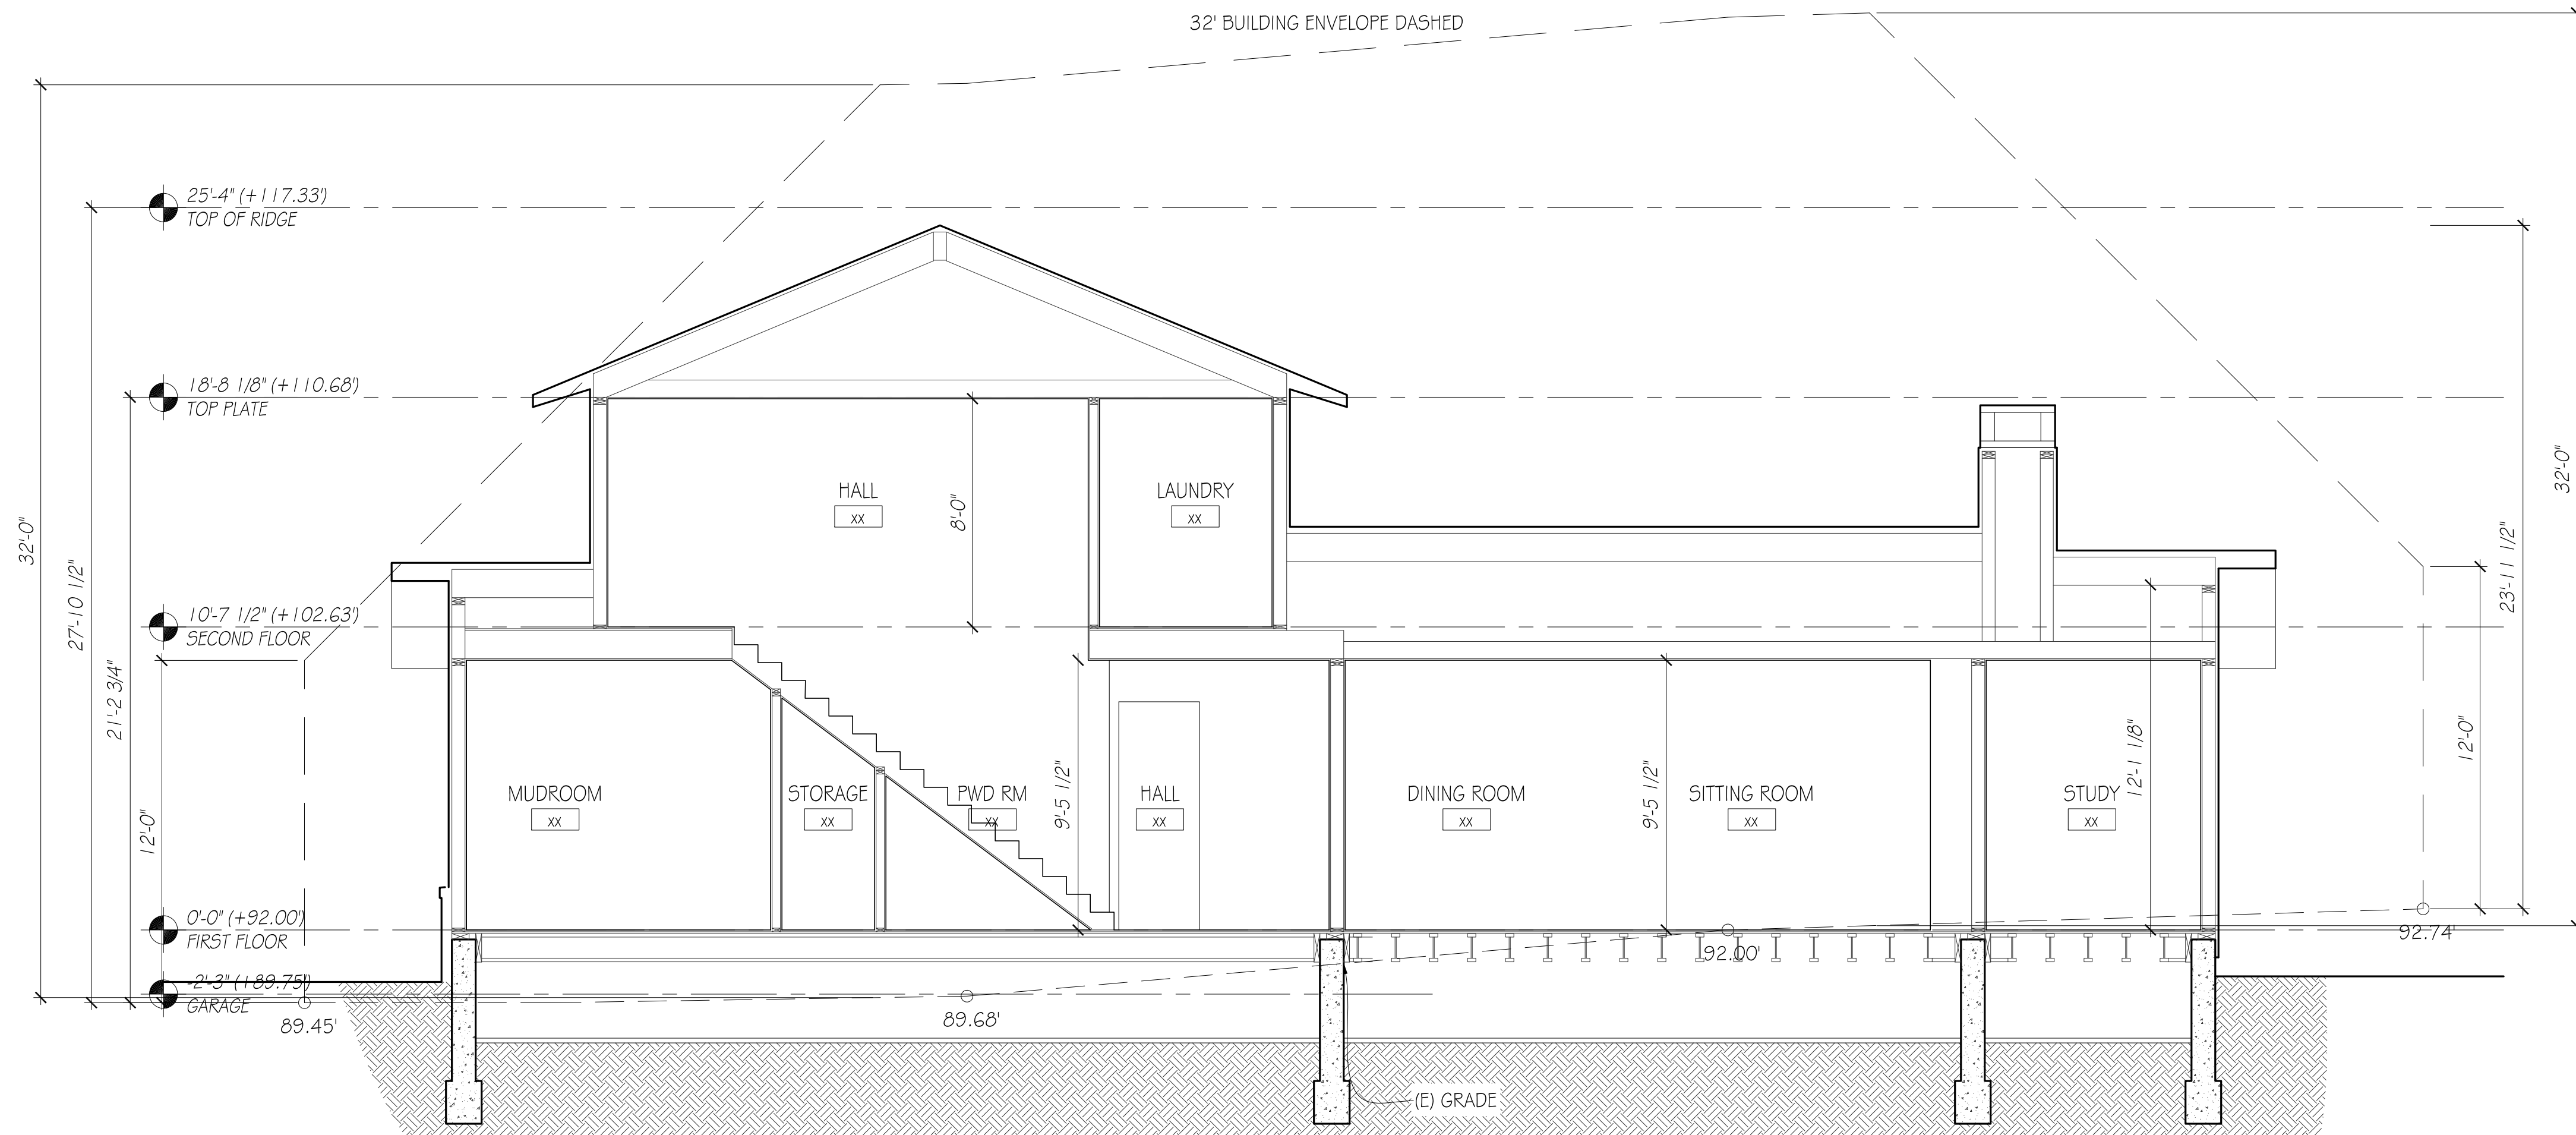 32' BUILDING ENVELOPE DASHED
25'-4" (+117.33')
TOP OF RIDGE
18'-8 1/8" (+110.68')
TOP PLATE
HALL
XX
8'-0"
LAUNDRY
XX
32'-0"
32'-0"
27'-10 1/2"
23'-11 1/2"
10'-7 1/2" (+102.63')
SECOND FLOOR
21'-2 3/4"
12'-0"
12'-0"
MUDROOM
XX
STORAGE
XX
PWD RM
XX
9'-5 1/2"
HALL
XX
DINING ROOM
XX
9'-5 1/2"
SITTING ROOM
XX
STUDY
XX
12'-1 1/8"
0'-0" (+92.00')
FIRST FLOOR
92.00'
92.74'
-2'-3" (+89.75')
GARAGE
89.45'
89.68'
(E) GRADE